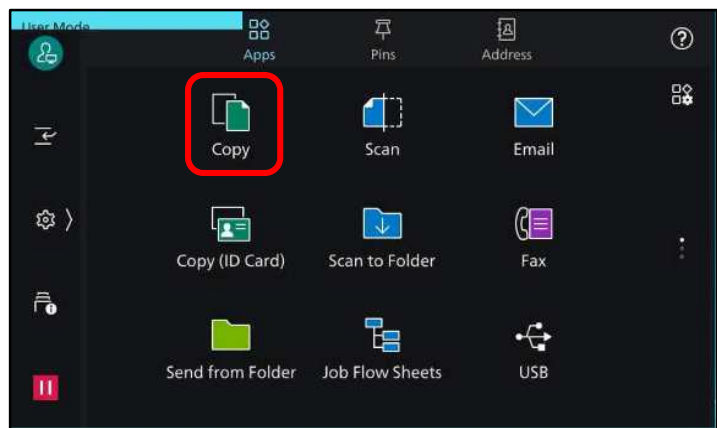 User Mode
Apps
Pins
Address
Copy
Scan
Email
Copy (ID Card)
Scan to Folder
Fax
Send from Folder
Job Flow Sheets
USB